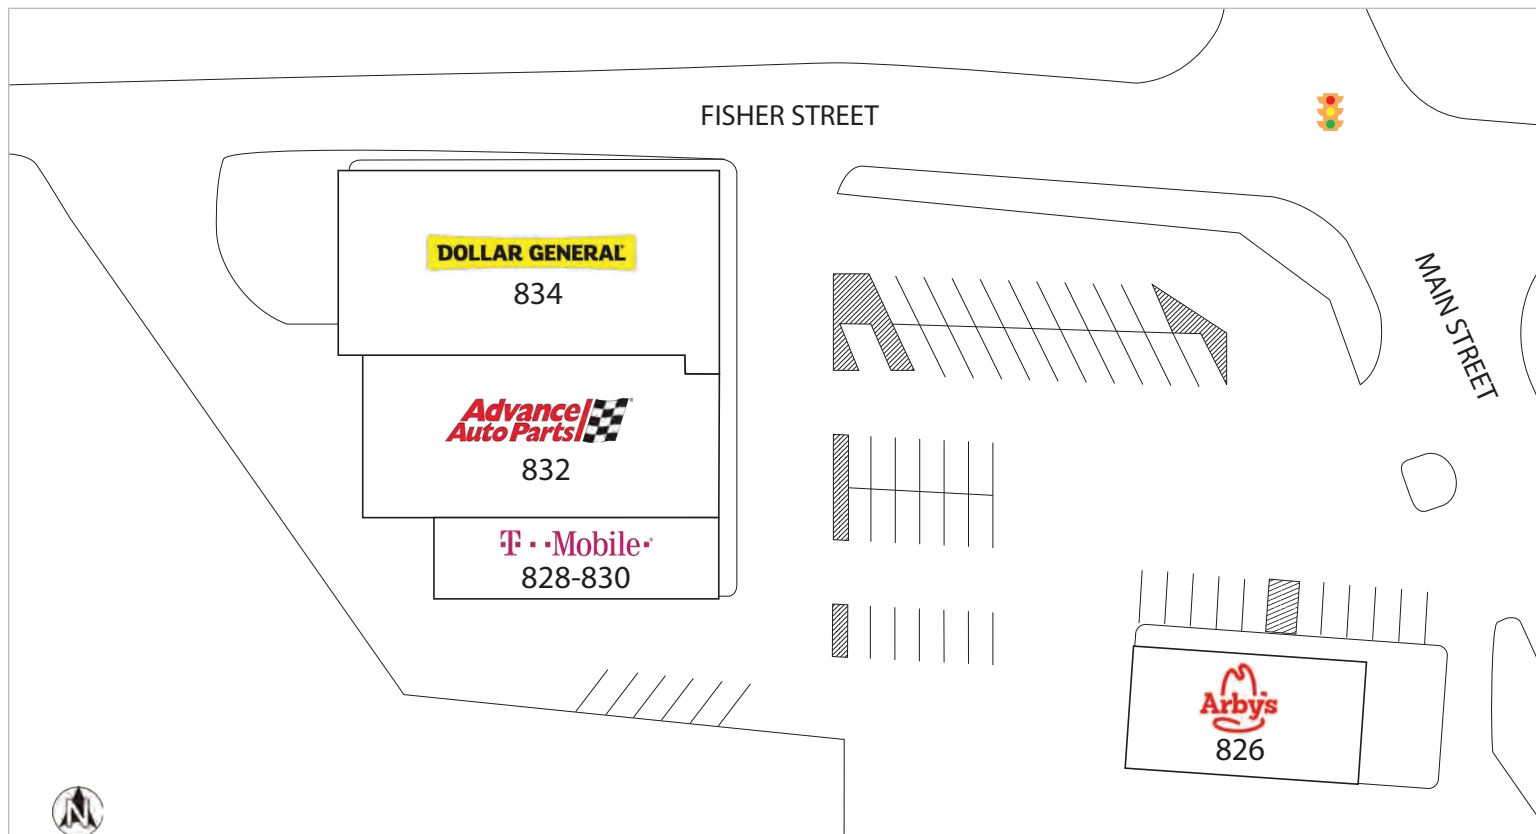 FISHER STREET
DOLLAR GENERAL
834
MAIN STREET
Advance
Auto Parts
832
T··Mobile·
828-830
Arby's
826
N